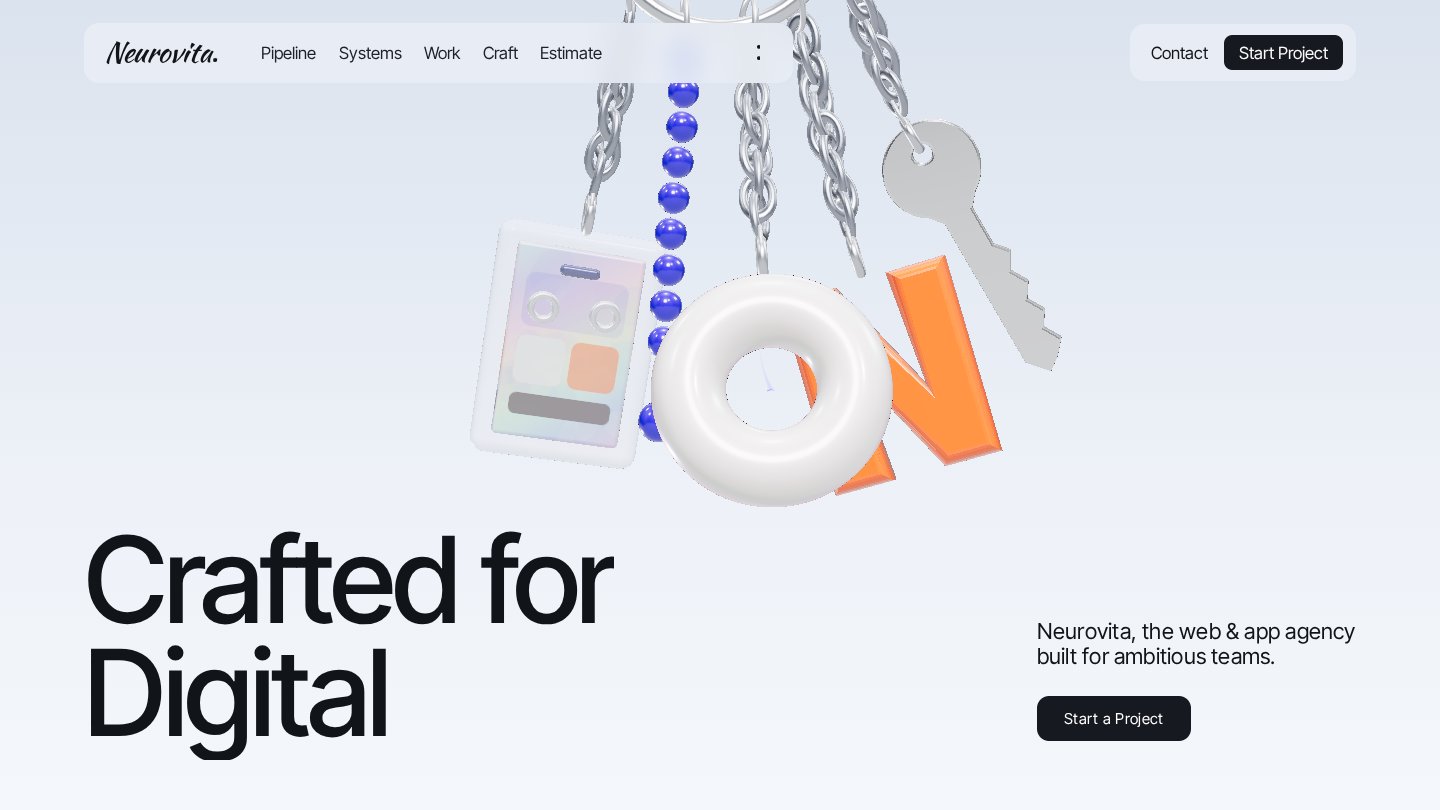 Neurovita.
Pipeline Systems Work Craft Estimate
Contact Start Project
Crafted for
Digital
Neurovita, the web & app agency
built for ambitious teams.
Start a Project